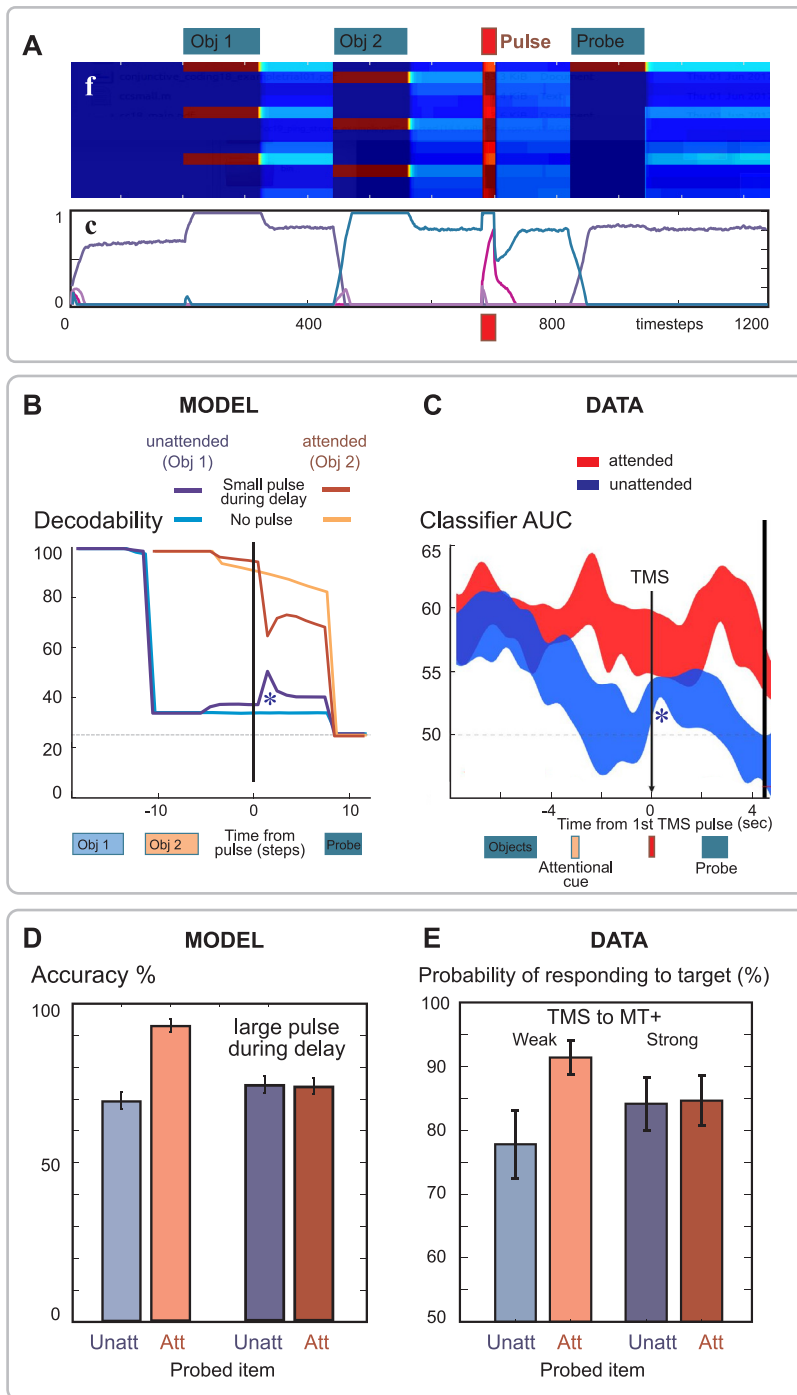 A
Obj 1
Obj 2
Pulse
Probe
f
1
c
0
0
400
800
timesteps
1200
B
MODEL
unattended
(Obj 1)
attended
(Obj 2)
Small pulse
during delay
No pulse
Decodability
100
80
60
40
20
0
*
-10
0
10
Obj 1
Obj 2
Time from
pulse (steps)
Probe
C
DATA
attended
unattended
Classifier AUC
65
60
55
50
TMS
*
-4
0
4
Time from 1st TMS pulse (sec)
Objects
Attentional
cue
Probe
D
MODEL
Accuracy %
100
50
0
large pulse
during delay
Unatt
Att
Unatt
Att
Probed item
E
DATA
Probability of responding to target (%)
100
90
80
70
60
50
TMS to MT+
Weak
Strong
Unatt
Att
Unatt
Att
Probed item